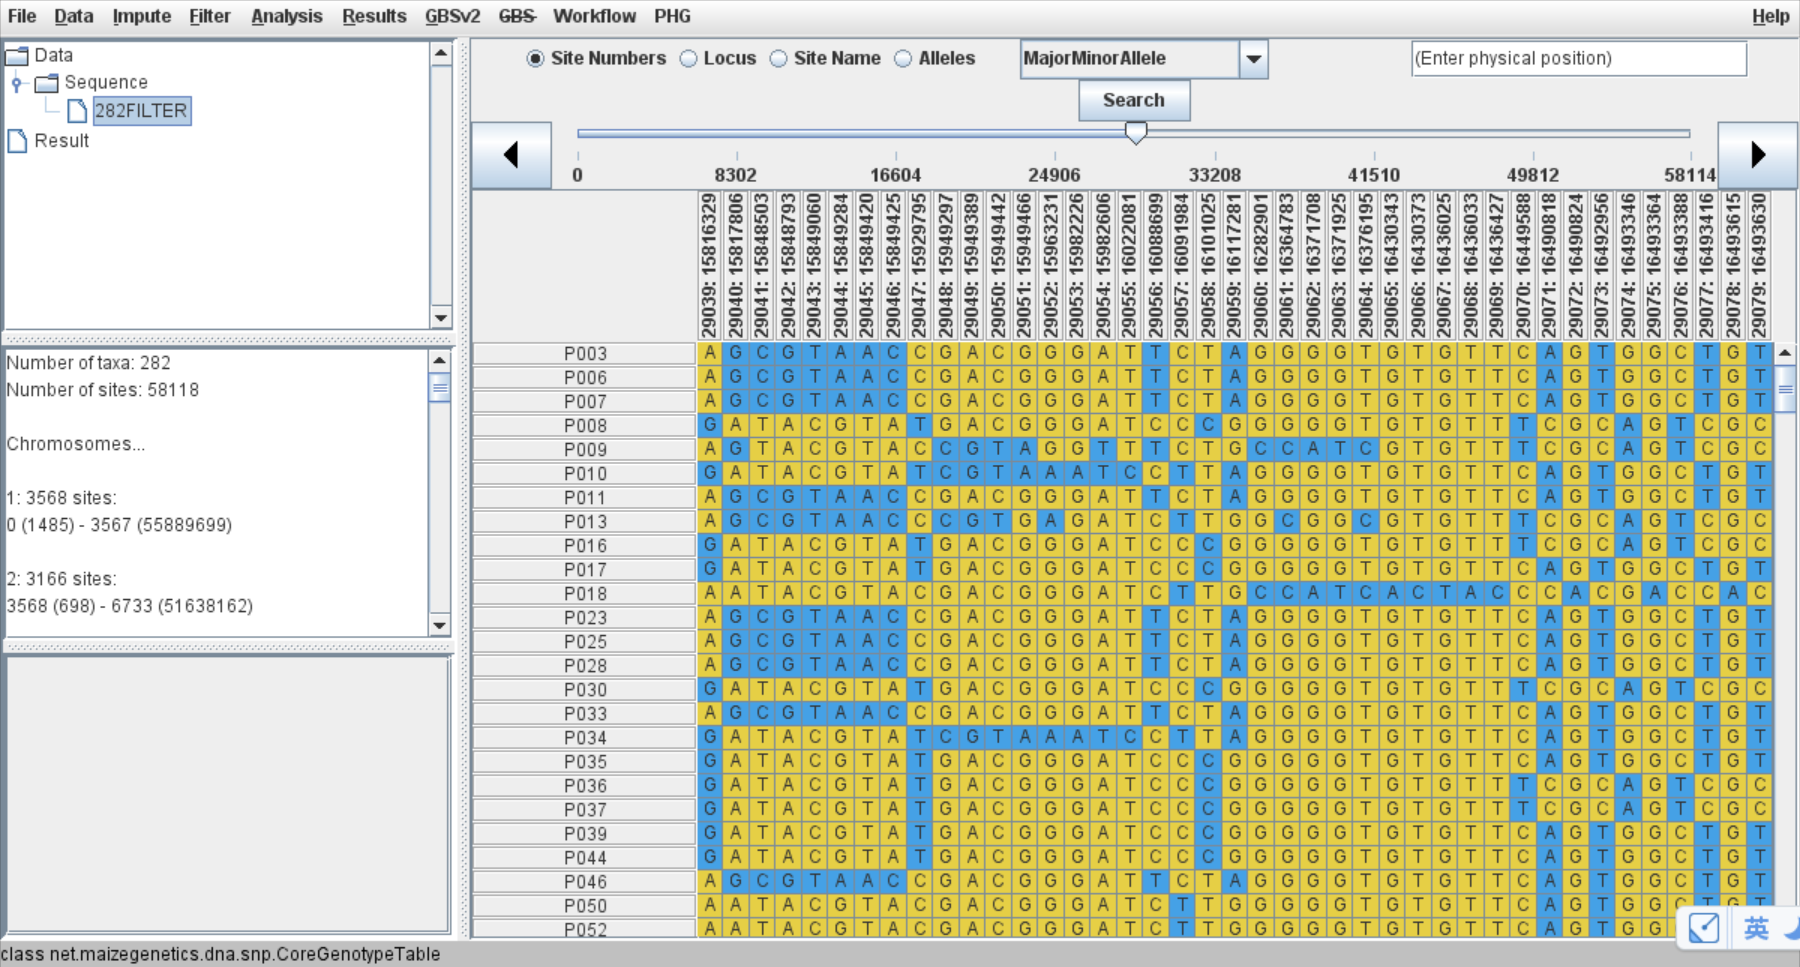 File Data Impute Filter Analysis Results GBSv2 GBS Workflow PHG Help
Data
Sequence
282FILTER
Result
Site Numbers Locus Site Name Alleles MajorMinorAllele (Enter physical position)
Search
0 8302 16604 24906 33208 41510 49812 58114
29039: 15816329
29040: 15817806
29041: 15848503
29042: 15848793
29043: 15849060
29044: 15849284
29045: 15849420
29046: 15849425
29047: 15929795
29048: 15949297
29049: 15949389
29050: 15949442
29051: 15949466
29052: 15963231
29053: 15982226
29054: 15982606
29055: 16022081
29056: 16088699
29057: 16091984
29058: 16101025
29059: 16117281
29060: 16282901
29061: 16364783
29062: 16371708
29063: 16371925
29064: 16376195
29065: 16430343
29066: 16430373
29067: 16436025
29068: 16436033
29069: 16436427
29070: 16449588
29071: 16490818
29072: 16490824
29073: 16492956
29074: 16493346
29075: 16493364
29076: 16493388
29077: 16493416
29078: 16493615
29079: 16493630
P003 A G C G T A A C C G A C G G G A T T C T A G G G G T G T G T T C A G T G G C T G T
P006 A G C G T A A C C G A C G G G A T T C T A G G G G T G T G T T C A G T G G C T G T
P007 A G C G T A A C C G A C G G G A T T C T A G G G G T G T G T T C A G T G G C T G T
P008 G A T A C G T A T G A C G G G A T C C C G G G G G T G T G T T T C G C A G T C G C
P009 A G T A C G T A C C G T A G G T T T C T G C C A T C G T G T T T C G C A G T C G C
P010 G A T A C G T A T C G T A A A T C C T T A G G G G T G T G T T C A G T G G C T G T
P011 A G C G T A A C C G A C G G G A T T C T A G G G G T G T G T T C A G T G G C T G T
P013 A G C G T A A C C C G T G A G A T C T T G G C G G C G T G T T T C G C A G T C G C
P016 G A T A C G T A T G A C G G G A T C C C G G G G G T G T G T T T C G C A G T C G C
P017 G A T A C G T A T G A C G G G A T C C C G G G G G T G T G T T C A G T G G C T G T
P018 A A T A C G T A C G A C G G G A T C T T G C C A T C A C T A C C C A C G A C C A C
P023 A G C G T A A C C G A C G G G A T T C T A G G G G T G T G T T C A G T G G C T G T
P025 A G C G T A A C C G A C G G G A T T C T A G G G G T G T G T T C A G T G G C T G T
P028 A G C G T A A C C G A C G G G A T T C T A G G G G T G T G T T C A G T G G C T G T
P030 G A T A C G T A T G A C G G G A T C C C G G G G G T G T G T T T C G C A G T C G C
P033 A G C G T A A C C G A C G G G A T T C T A G G G G T G T G T T C A G T G G C T G T
P034 G A T A C G T A T C G T A A A T C C T T A G G G G T G T G T T C A G T G G C T G T
P035 G A T A C G T A T G A C G G G A T C C C G G G G G T G T G T T C A G T G G C T G T
P036 G A T A C G T A T G A C G G G A T C C C G G G G G T G T G T T T C G C A G T C G C
P037 G A T A C G T A T G A C G G G A T C C C G G G G G T G T G T T T C G C A G T C G C
P039 G A T A C G T A T G A C G G G A T C C C G G G G G T G T G T T C A G T G G C T G T
P044 G A T A C G T A T G A C G G G A T C C C G G G G G T G T G T T C A G T G G C T G T
P046 A G C G T A A C C G A C G G G A T T C T A G G G G T G T G T T C A G T G G C T G T
P050 A A T A C G T A C G A C G G G A T C T T G G G G G T G T G T T C A G T G G C T G T
P052 A A T A C G T A C G A C G G G A T C T T G G G G G T G T G T T C A G T G G
Number of taxa: 282
Number of sites: 58118
Chromosomes...
1: 3568 sites:
0 (1485) - 3567 (55889699)
2: 3166 sites:
3568 (698) - 6733 (51638162)
英
class net.maizegenetics.dna.snp.CoreGenotypeTable